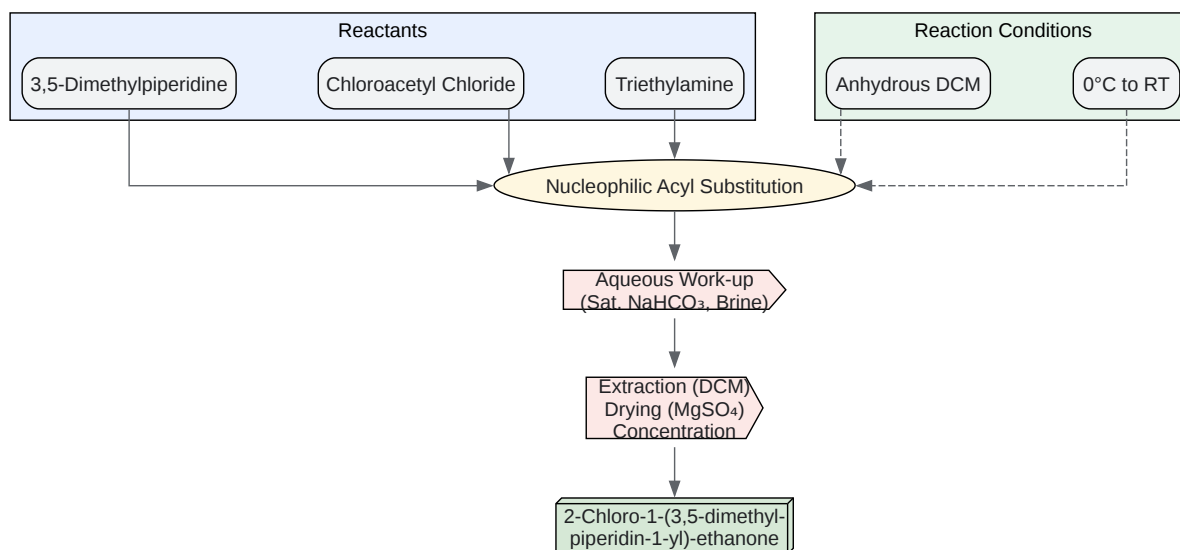 Reactants
Reaction Conditions
3,5-Dimethylpiperidine
Chloroacetyl Chloride
Triethylamine
Anhydrous DCM
0°C to RT
Nucleophilic Acyl Substitution
Aqueous Work-up
(Sat. NaHCO₃, Brine)
Extraction (DCM)
Drying (MgSO₄)
Concentration
2-Chloro-1-(3,5-dimethyl-
piperidin-1-yl)-ethanone